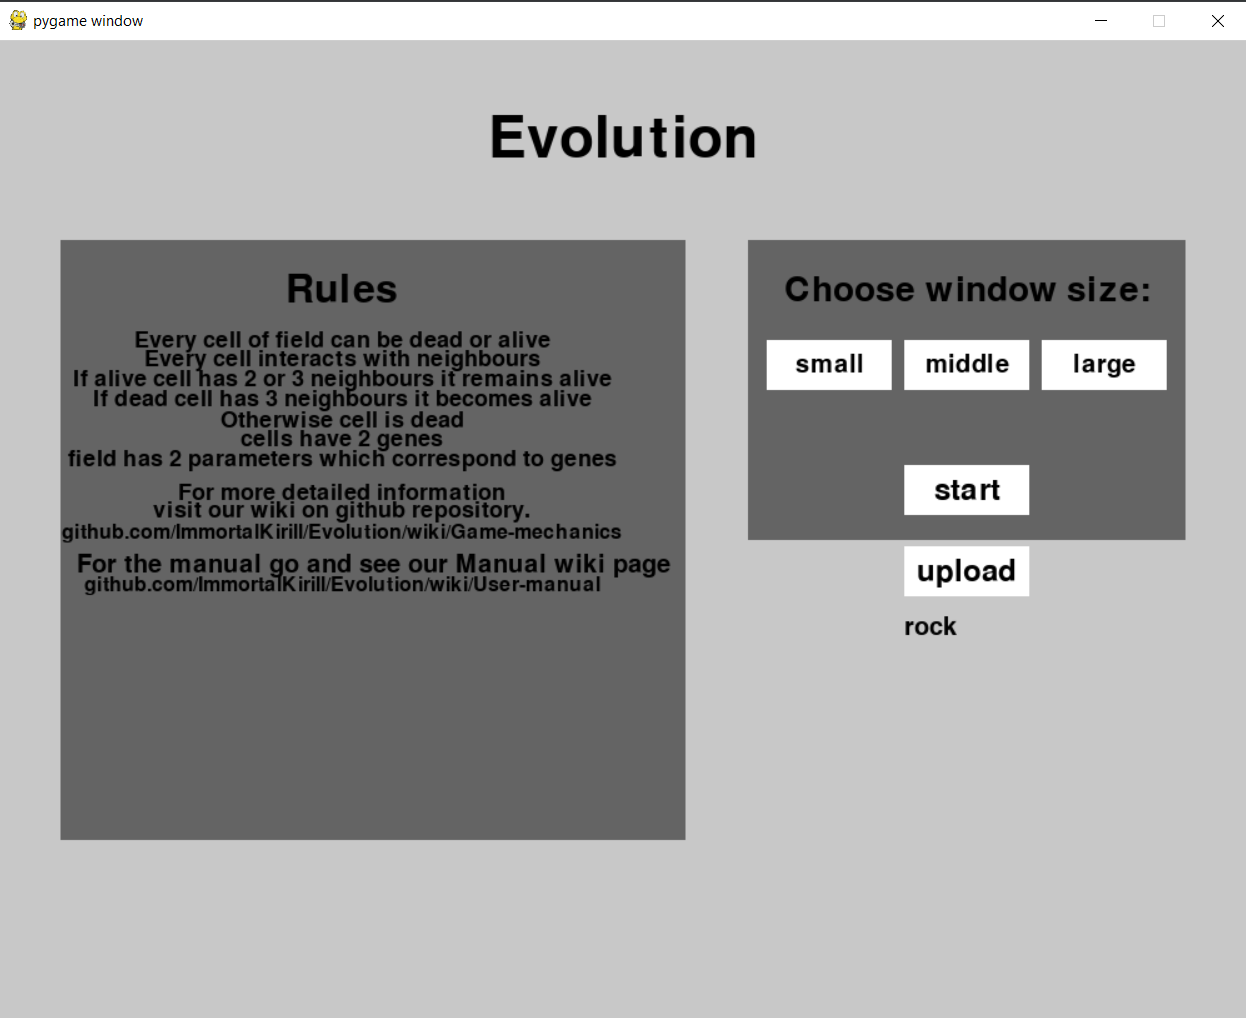 pygame window
Evolution
Rules
Every cell of field can be dead or alive
Every cell interacts with neighbours
If alive cell has 2 or 3 neighbours it remains alive
If dead cell has 3 neighbours it becomes alive
Otherwise cell is dead
cells have 2 genes
field has 2 parameters which correspond to genes
For more detailed information
visit our wiki on github repository.
github.com/ImmortalKirill/Evolution/wiki/Game-mechanics
For the manual go and see our Manual wiki page
github.com/ImmortalKirill/Evolution/wiki/User-manual
Choose window size:
small middle large
start
upload
rock